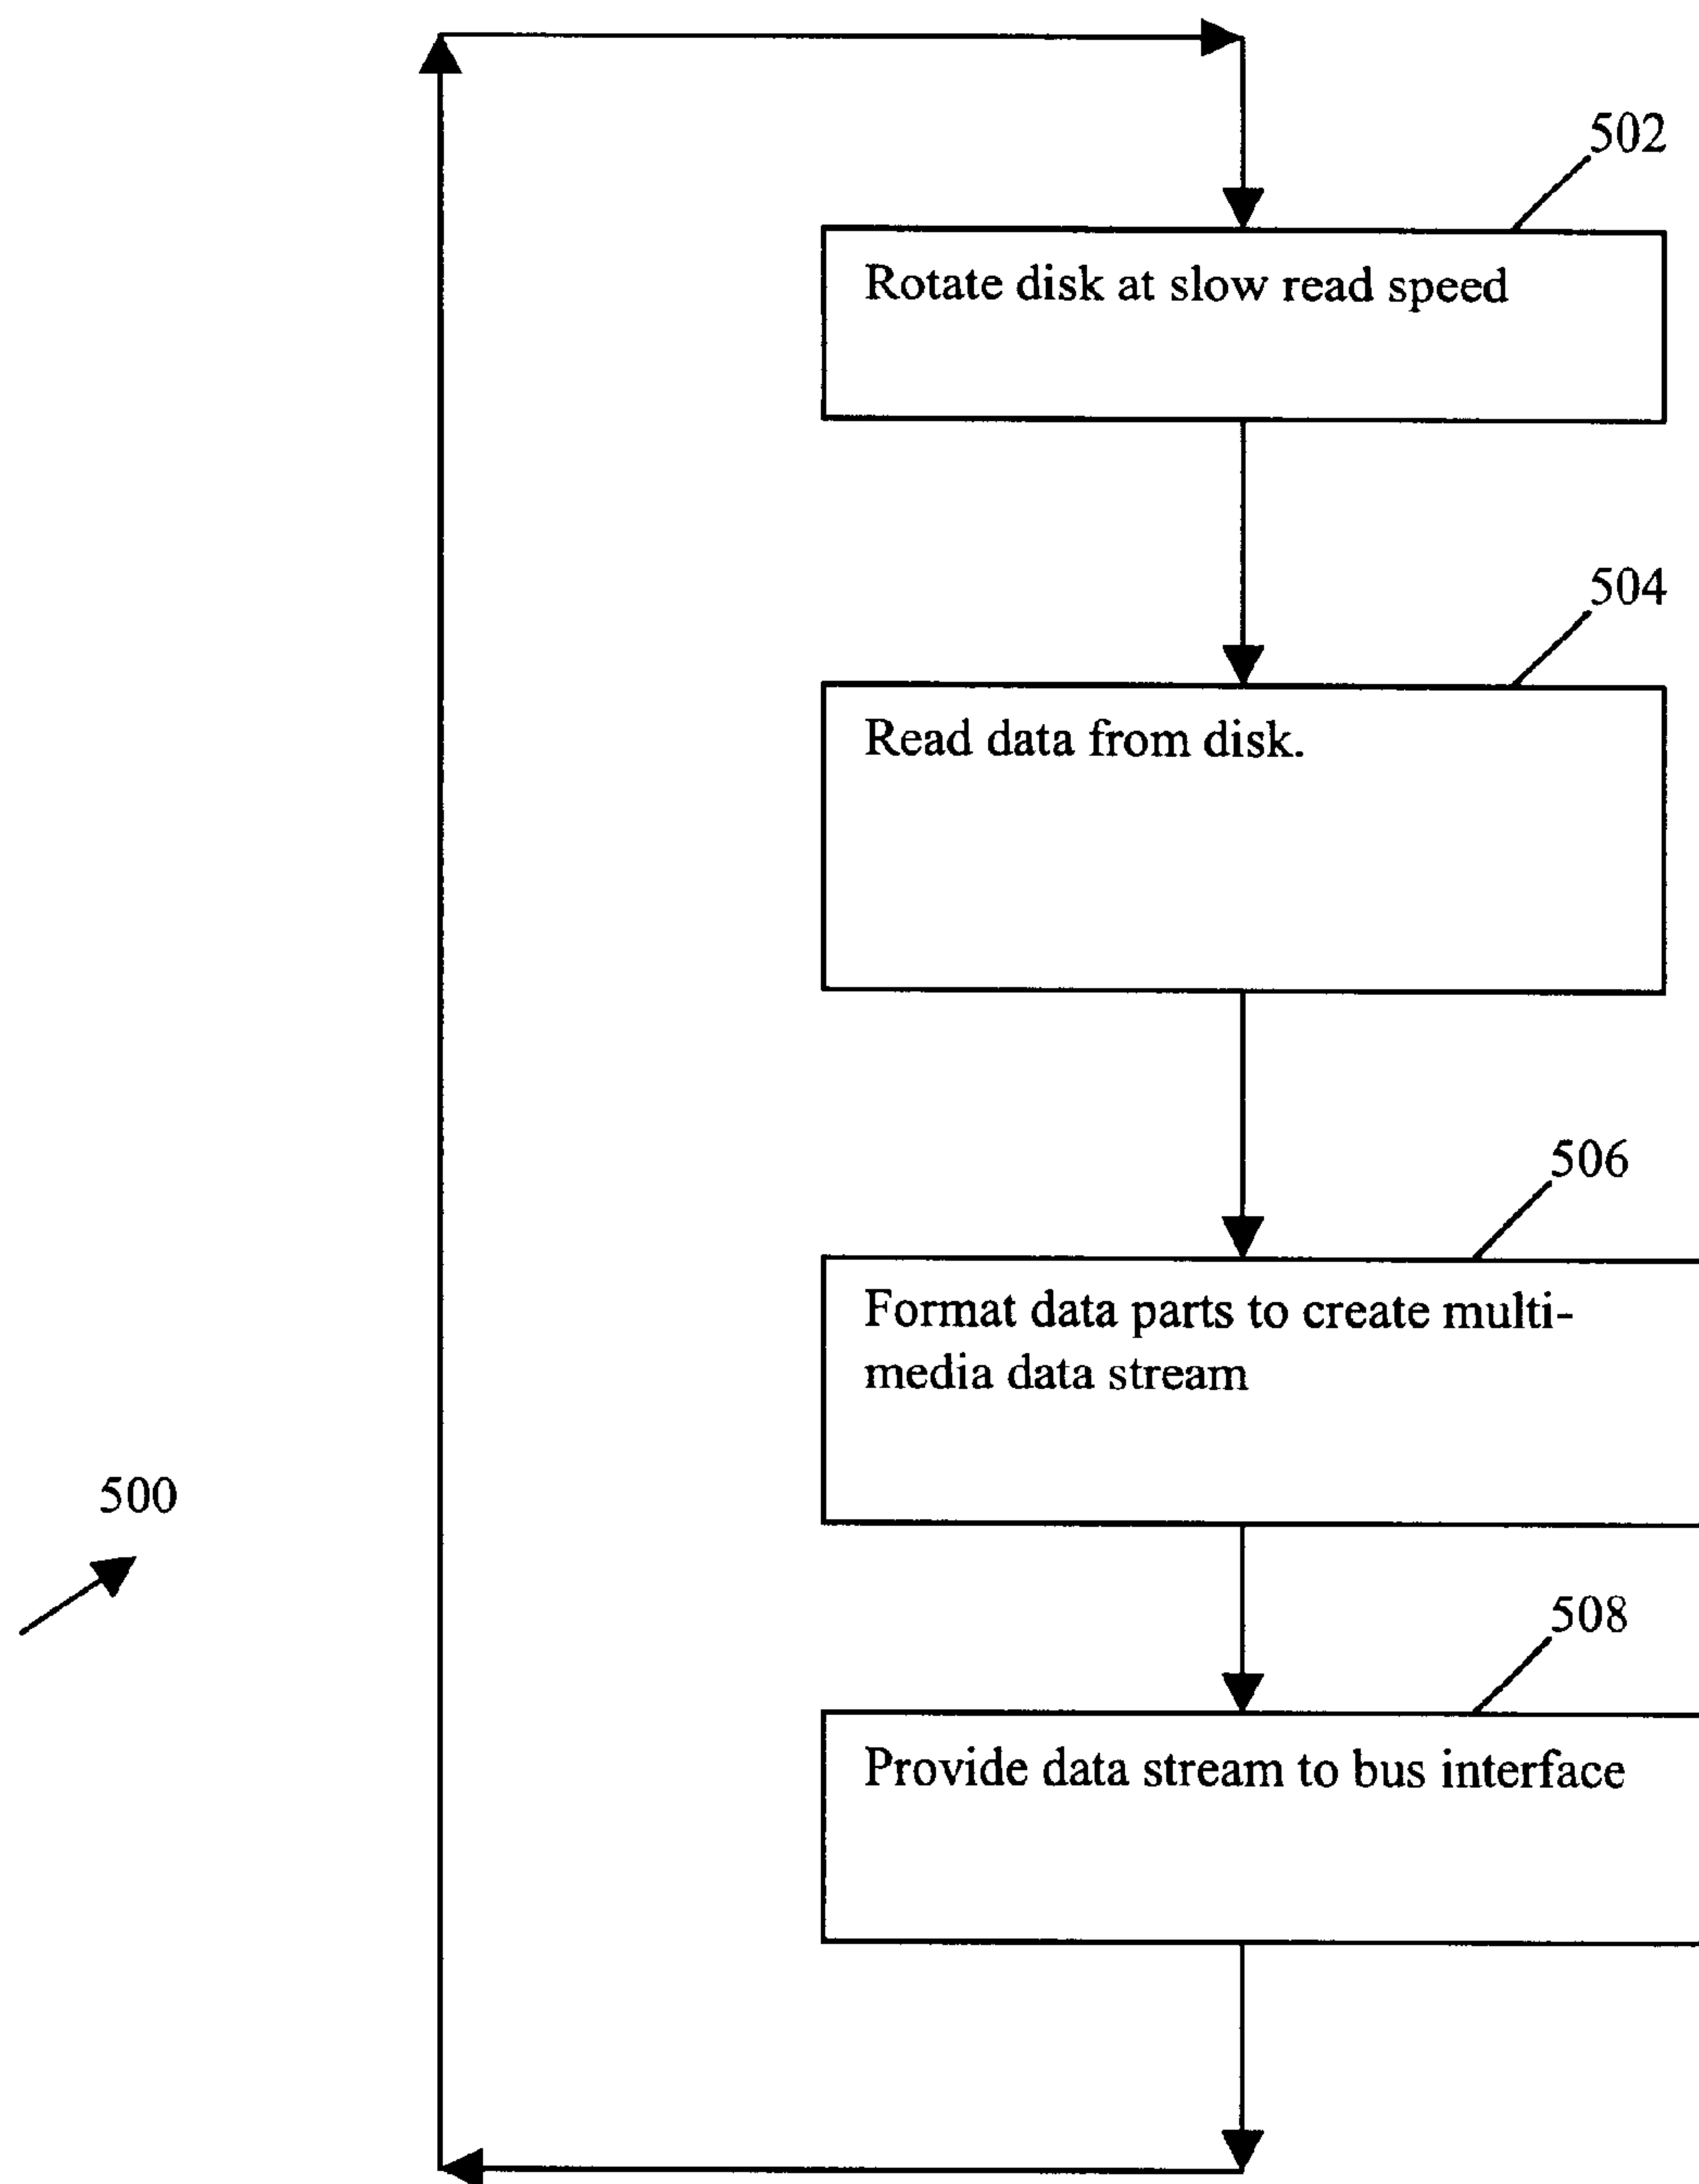 502
Rotate disk at slow read speed
504
Read data from disk.
506
Format data parts to create multi-
media data stream
500
508
Provide data stream to bus interface